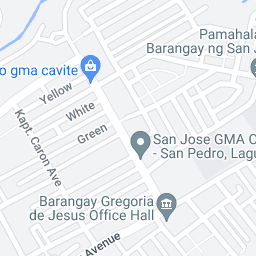 Pamahala
Barangay ng San J
o gma cavite
Yellow
White
Green
Kapt. Caron Ave
San Jose GMA C
- San Pedro, Lagu
Barangay Gregoria
de Jesus Office Hall
Avenue